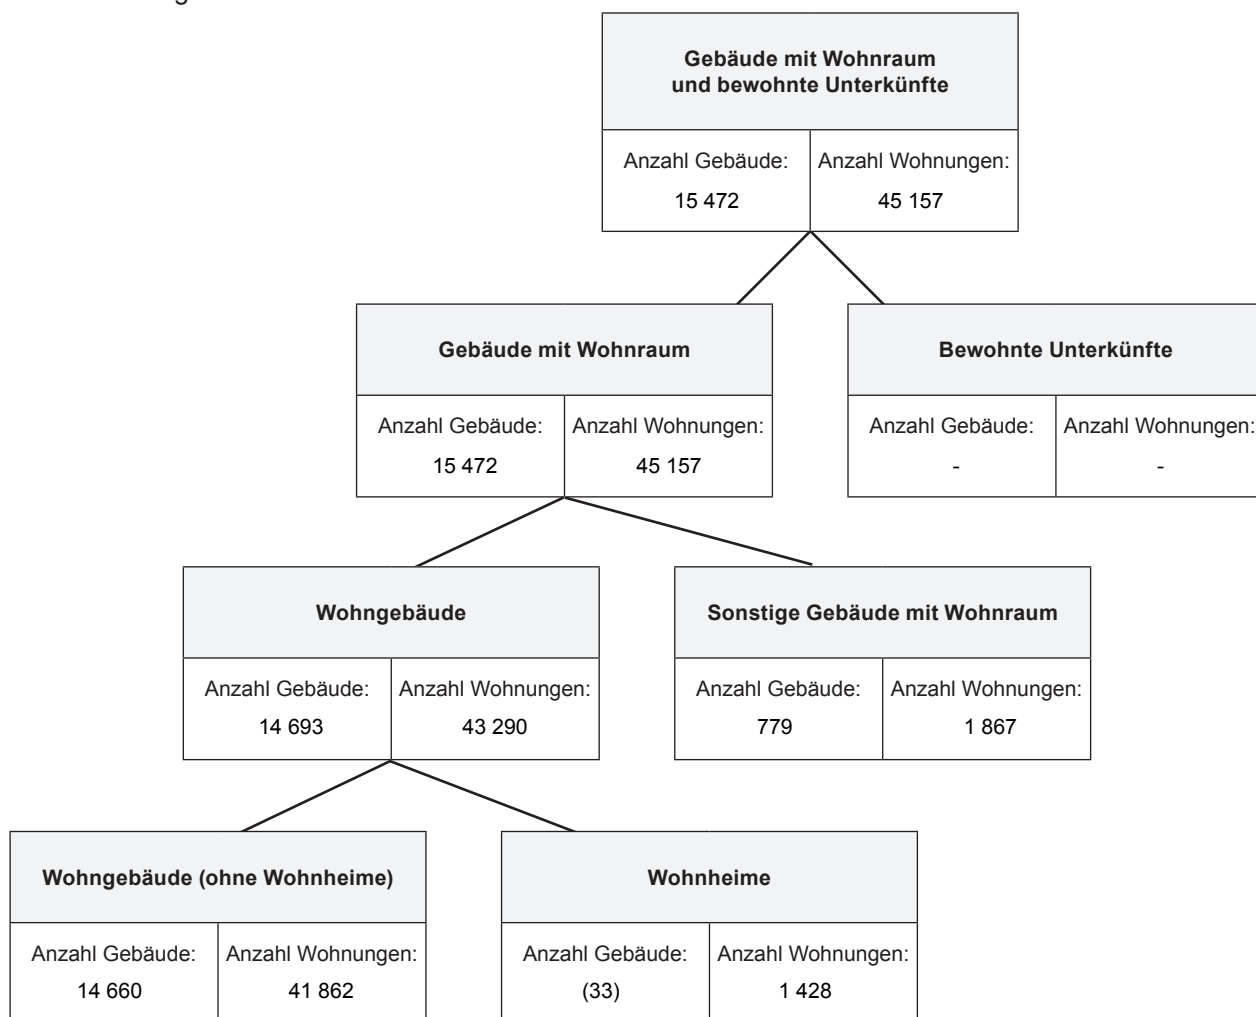 Gebäude mit Wohnraum
und bewohnte Unterkünfte
Anzahl Gebäude: Anzahl Wohnungen:
15 472 45 157
Gebäude mit Wohnraum
Anzahl Gebäude: Anzahl Wohnungen:
15 472 45 157
Bewohnte Unterkünfte
Anzahl Gebäude: Anzahl Wohnungen:
- -
Wohngebäude
Anzahl Gebäude: Anzahl Wohnungen:
14 693 43 290
Sonstige Gebäude mit Wohnraum
Anzahl Gebäude: Anzahl Wohnungen:
779 1 867
Wohngebäude (ohne Wohnheime)
Anzahl Gebäude: Anzahl Wohnungen:
14 660 41 862
Wohnheime
Anzahl Gebäude: Anzahl Wohnungen:
(33) 1 428